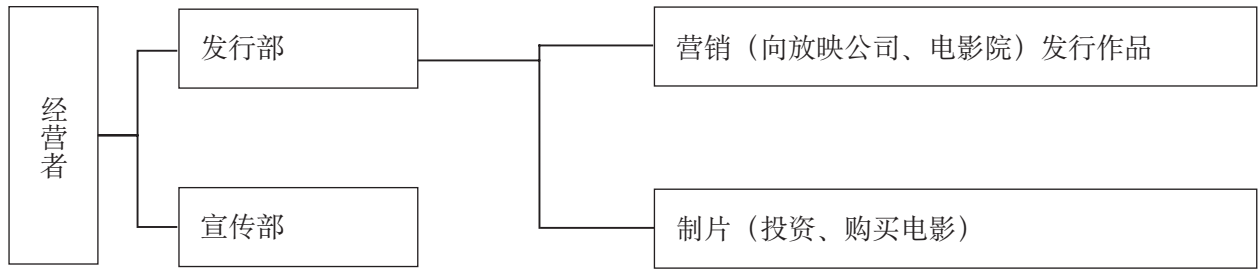 经营者
发行部
营销（向放映公司、电影院）发行作品
宣传部
制片（投资、购买电影）